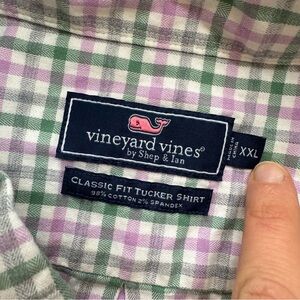 vineyard vines®
by Shep & Ian
XXL
CLASSIC FIT TUCKER SHIRT
98% COTTON 2% SPANDEX